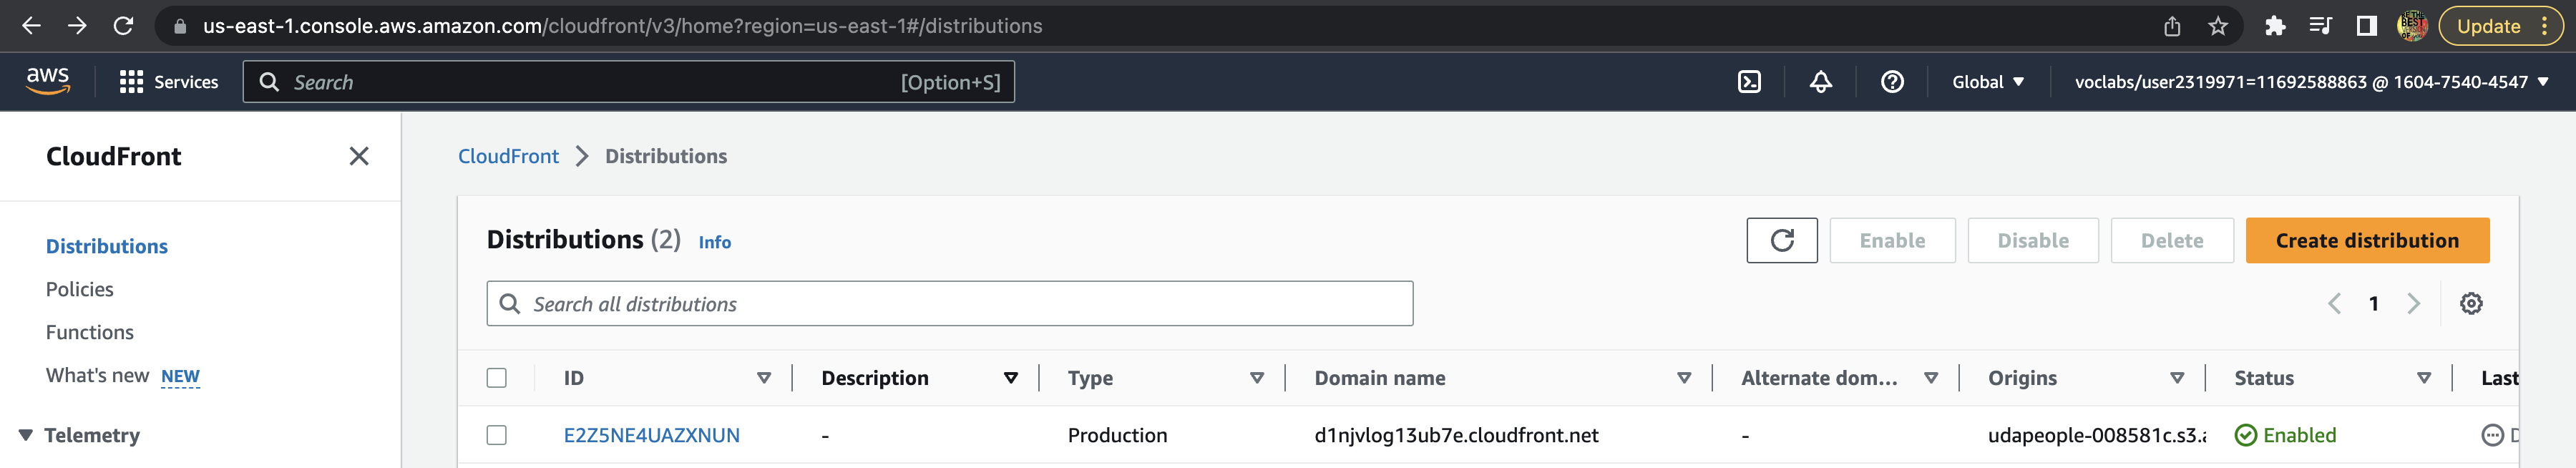 us-east-1.console.aws.amazon.com/cloudfront/v3/home?region=us-east-1#/distributions
Update
aws
Services
Search
[Option+S]
Global
voclabs/user2319971=11692588863 @ 1604-7540-4547
CloudFront
CloudFront > Distributions
Distributions (2) Info
Enable
Disable
Delete
Create distribution
Distributions
Policies
Functions
What's new NEW
Telemetry
Search all distributions
1
ID Description Type Domain name Alternate dom... Origins Status Last
E2Z5NE4UAZXNUN - Production d1njvlog13ub7e.cloudfront.net - udapeople-008581c.s3. Enabled